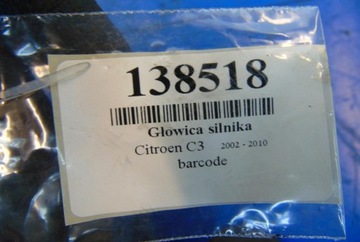 138518
Głowica silnika
Citroen C3 2002 - 2010
barcode